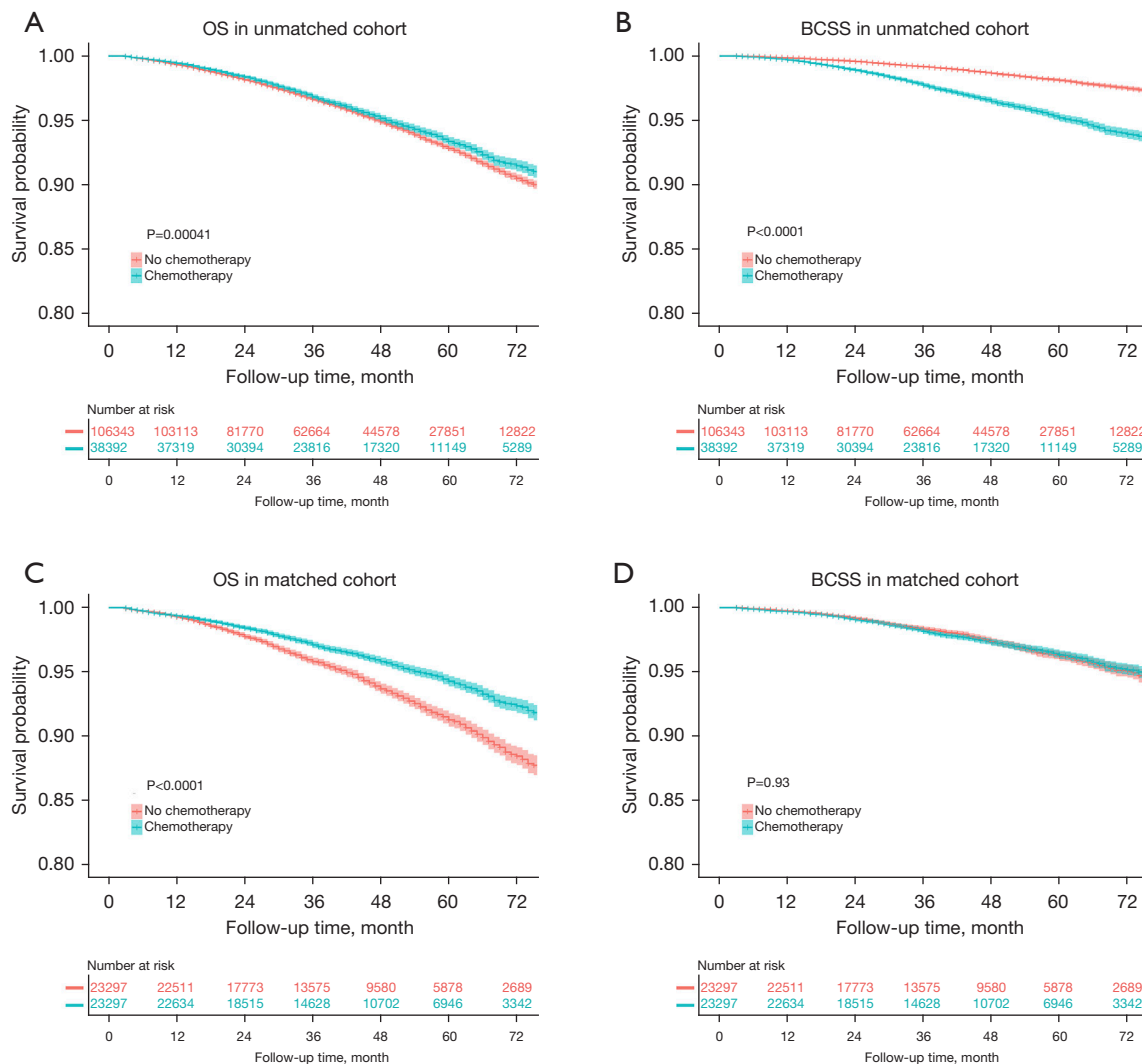 A
OS in unmatched cohort
Survival probability
1.00
0.95
0.90
0.85
0.80
P=0.00041
No chemotherapy
Chemotherapy
0 12 24 36 48 60 72
Follow-up time, month
Number at risk
106343 103113 81770 62664 44578 27851 12822
38392 37319 30394 23816 17320 11149 5289
0 12 24 36 48 60 72
Follow-up time, month
B
BCSS in unmatched cohort
Survival probability
1.00
0.95
0.90
0.85
0.80
P<0.0001
No chemotherapy
Chemotherapy
0 12 24 36 48 60 72
Follow-up time, month
Number at risk
106343 103113 81770 62664 44578 27851 12822
38392 37319 30394 23816 17320 11149 5289
0 12 24 36 48 60 72
Follow-up time, month
C
OS in matched cohort
Survival probability
1.00
0.95
0.90
0.85
0.80
P<0.0001
No chemotherapy
Chemotherapy
0 12 24 36 48 60 72
Follow-up time, month
Number at risk
23297 22511 17773 13575 9580 5878 2689
23297 22634 18515 14628 10702 6946 3342
0 12 24 36 48 60 72
Follow-up time, month
D
BCSS in matched cohort
Survival probability
1.00
0.95
0.90
0.85
0.80
P=0.93
No chemotherapy
Chemotherapy
0 12 24 36 48 60 72
Follow-up time, month
Number at risk
23297 22511 17773 13575 9580 5878 2689
23297 22634 18515 14628 10702 6946 3342
0 12 24 36 48 60 72
Follow-up time, month